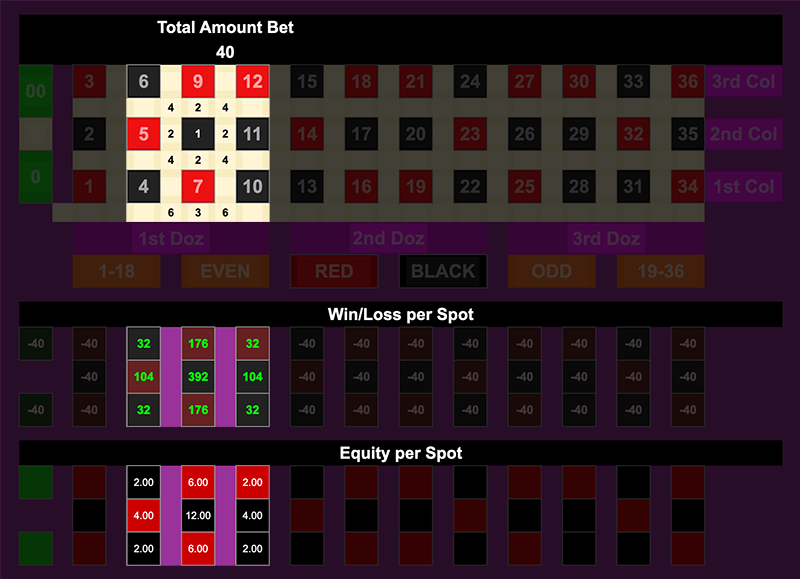 Total Amount Bet
40
00 3 6 9 12 15 18 21 24 27 30 33 36 3rd Col
4 2 4
2 5 2 1 2 11 14 17 20 23 26 29 32 35 2nd Col
4 2 4
0 1 4 7 10 13 16 19 22 25 28 31 34 1st Col
6 3 6
1st Doz 2nd Doz 3rd Doz
1-18 EVEN RED BLACK ODD 19-36
Win/Loss per Spot
-40 -40 32 176 32 -40 -40 -40 -40 -40 -40 -40 -40
-40 104 392 104 -40 -40 -40 -40 -40 -40 -40 -40
-40 -40 32 176 32 -40 -40 -40 -40 -40 -40 -40 -40
Equity per Spot
2.00 6.00 2.00
4.00 12.00 4.00
2.00 6.00 2.00